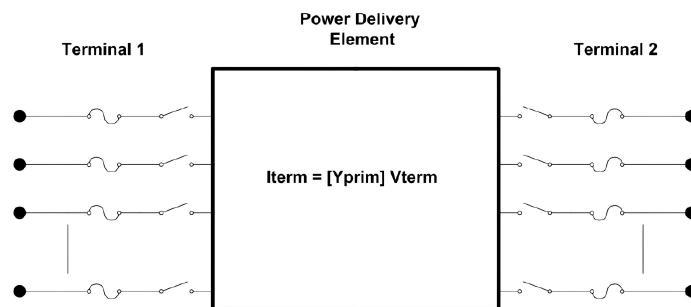 Power Delivery
Element
Terminal 1
Terminal 2
Iterm = [Yprim] Vterm